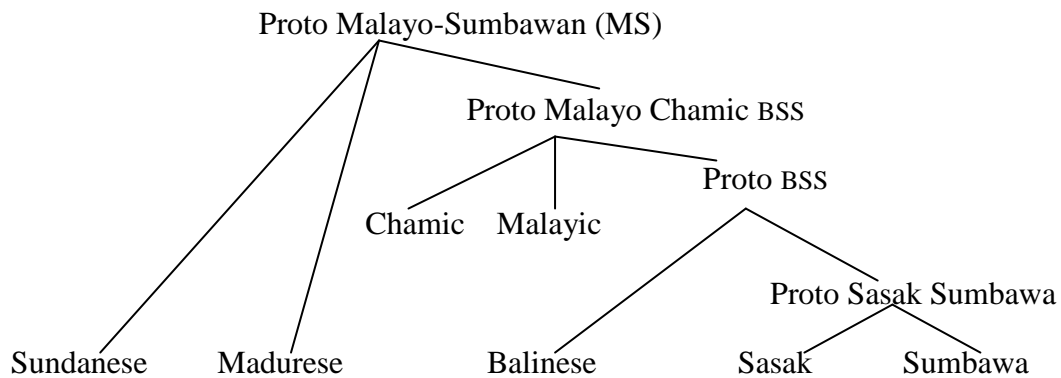 Proto Malayo-Sumbawan (MS)
Proto Malayo Chamic BSS
Proto BSS
Chamic Malayic
Proto Sasak Sumbawa
Sundanese Madurese Balinese Sasak Sumbawa